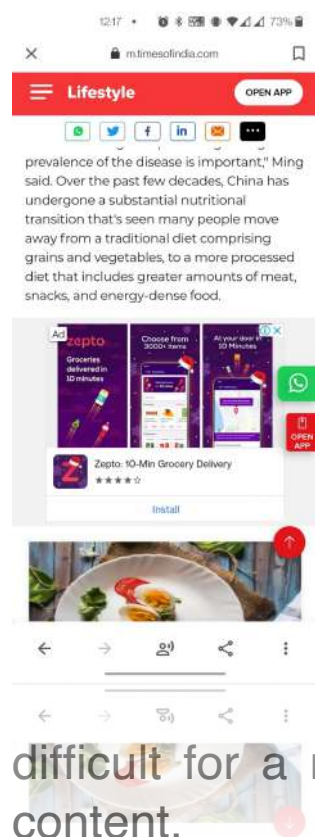 12:17
73%
m.timesofindia.com
Lifestyle
OPEN APP
prevalence of the disease is important," Ming
said. Over the past few decades, China has
undergone a substantial nutritional
transition that's seen many people move
away from a traditional diet comprising
grains and vegetables, to a more processed
diet that includes greater amounts of meat,
snacks, and energy-dense food.
Ad
zepto
Groceries
delivered in
10 minutes
Choose from
3000+ items
At your door in
10 Minutes
OPEN
APP
Zepto: 10-Min Grocery Delivery
Install
difficult for a
content.